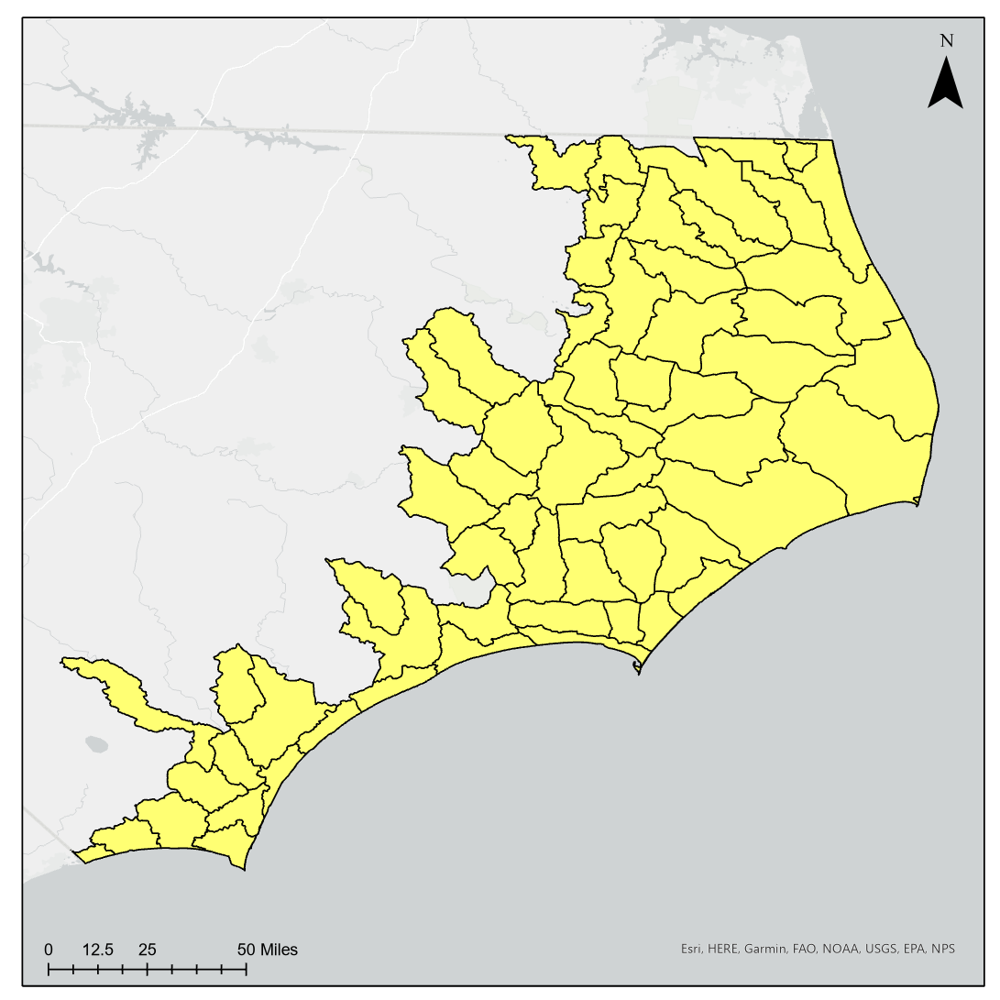 N
0 12.5 25 50 Miles
Esri, HERE, Garmin, FAO, NOAA, USGS, EPA, NPS